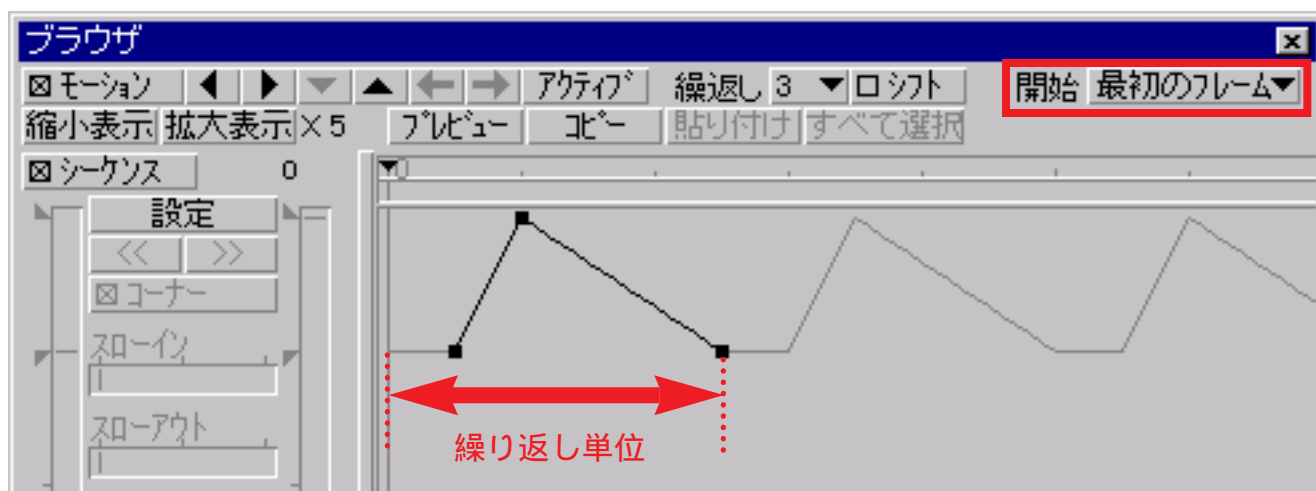 ブラウザ
モーション アクティブ 繰返し 3 シフト 開始 最初のフレーム
縮小表示 拡大表示 ×5 プレビュー コピー 貼り付け すべて選択
シーケンス 0 0
設定
<< >>
コーナー
スローイン
スローアウト
繰り返し単位